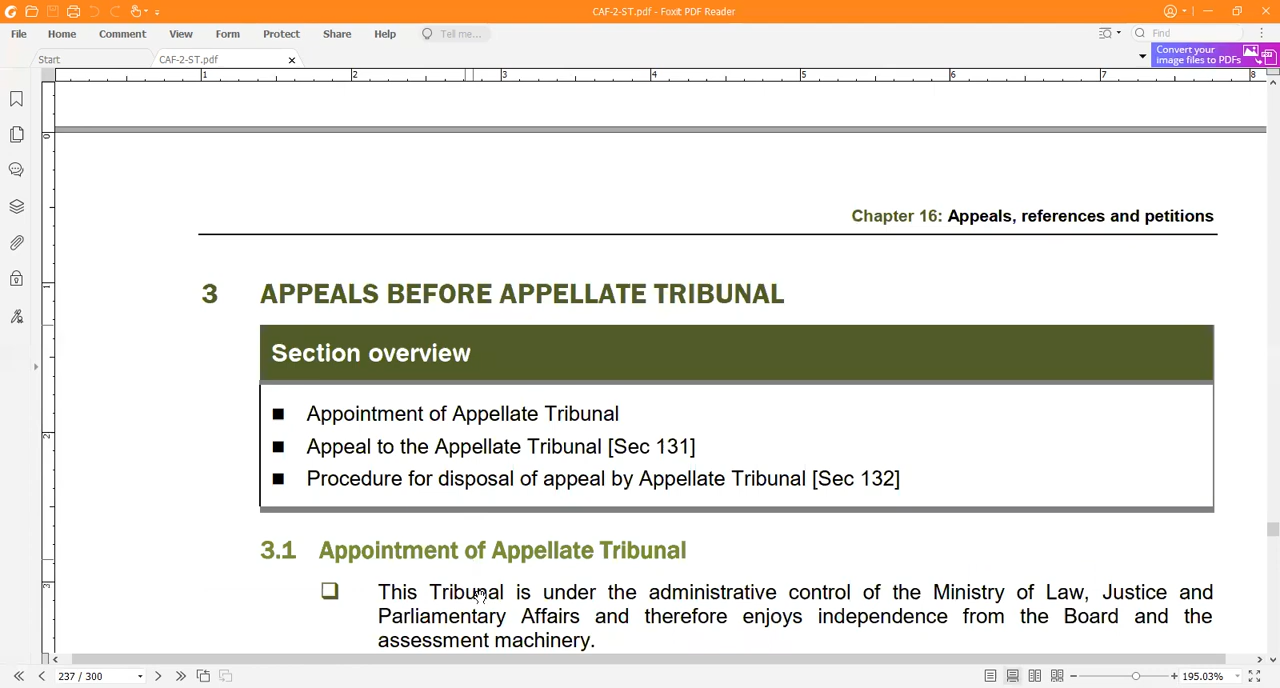 CAF-2-ST.pdf - Foxit PDF Reader
File Home Comment View Form Protect Share Help Tell me... Find
Start CAF-2-ST.pdf
Convert your
image files to PDFs
1 2 3 4 5 6 7 8
0
Chapter 16: Appeals, references and petitions
3 APPEALS BEFORE APPELLATE TRIBUNAL
1
Section overview
■ Appointment of Appellate Tribunal
2
■ Appeal to the Appellate Tribunal [Sec 131]
■ Procedure for disposal of appeal by Appellate Tribunal [Sec 132]
3.1 Appointment of Appellate Tribunal
3
❑ This Tribunal is under the administrative control of the Ministry of Law, Justice and
Parliamentary Affairs and therefore enjoys independence from the Board and the
assessment machinery.
237 / 300 195.03%